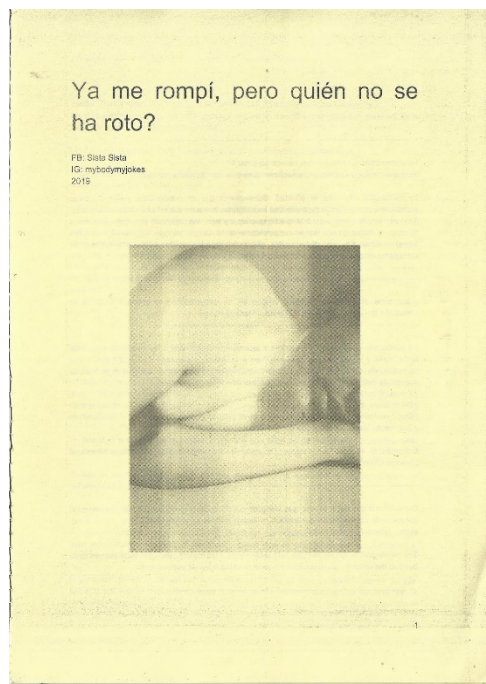 Ya me rompí, pero quién no se
ha roto?
FB: Sista Sista
IG: mybodymyjokes
2019
1